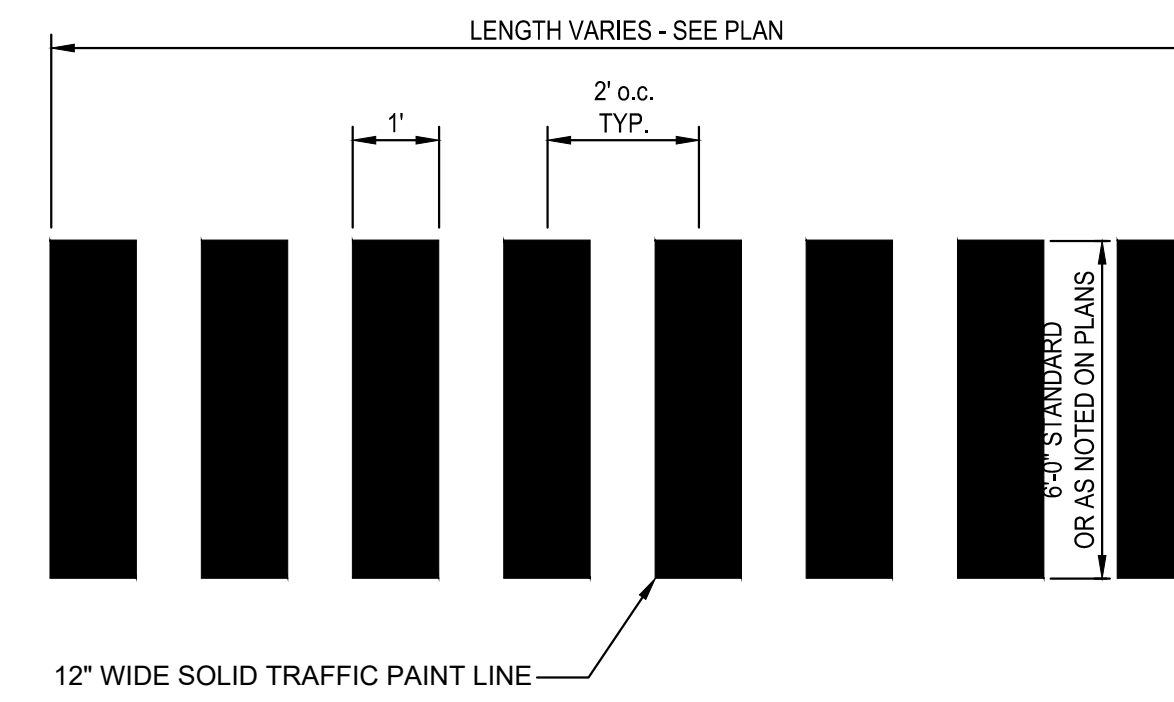 LENGTH VARIES - SEE PLAN
2' o.c.
TYP.
1'
6'-0" STANDARD
OR AS NOTED ON PLANS
12" WIDE SOLID TRAFFIC PAINT LINE